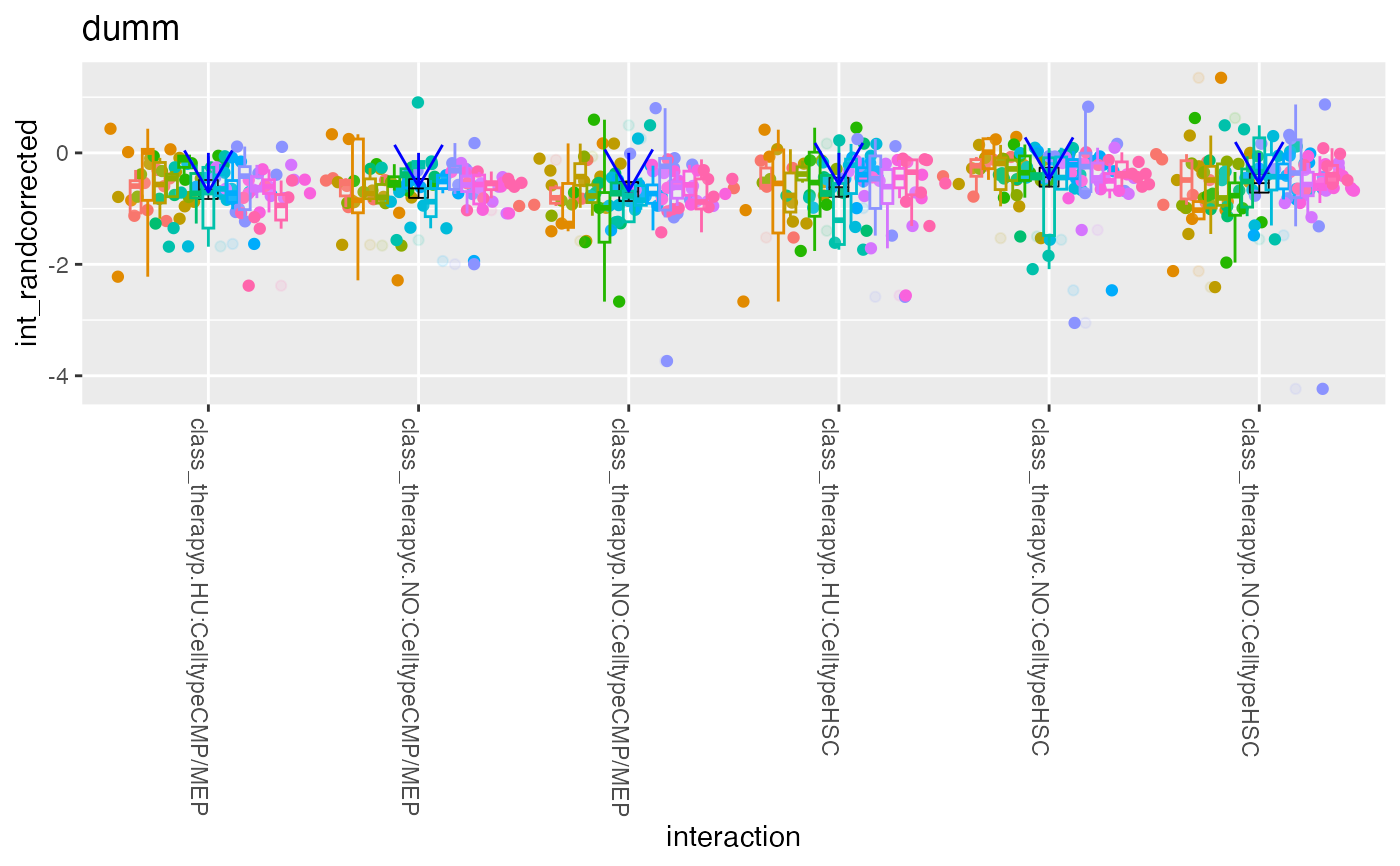 dumm
int_randcorrected
0
-2
-4
class_therapyp.HU:CelltypeCMP/MEP
class_therapyc.NO:CelltypeCMP/MEP
class_therapyp.NO:CelltypeCMP/MEP
class_therapyp.HU:CelltypeHSC
class_therapyc.NO:CelltypeHSC
class_therapyp.NO:CelltypeHSC
interaction